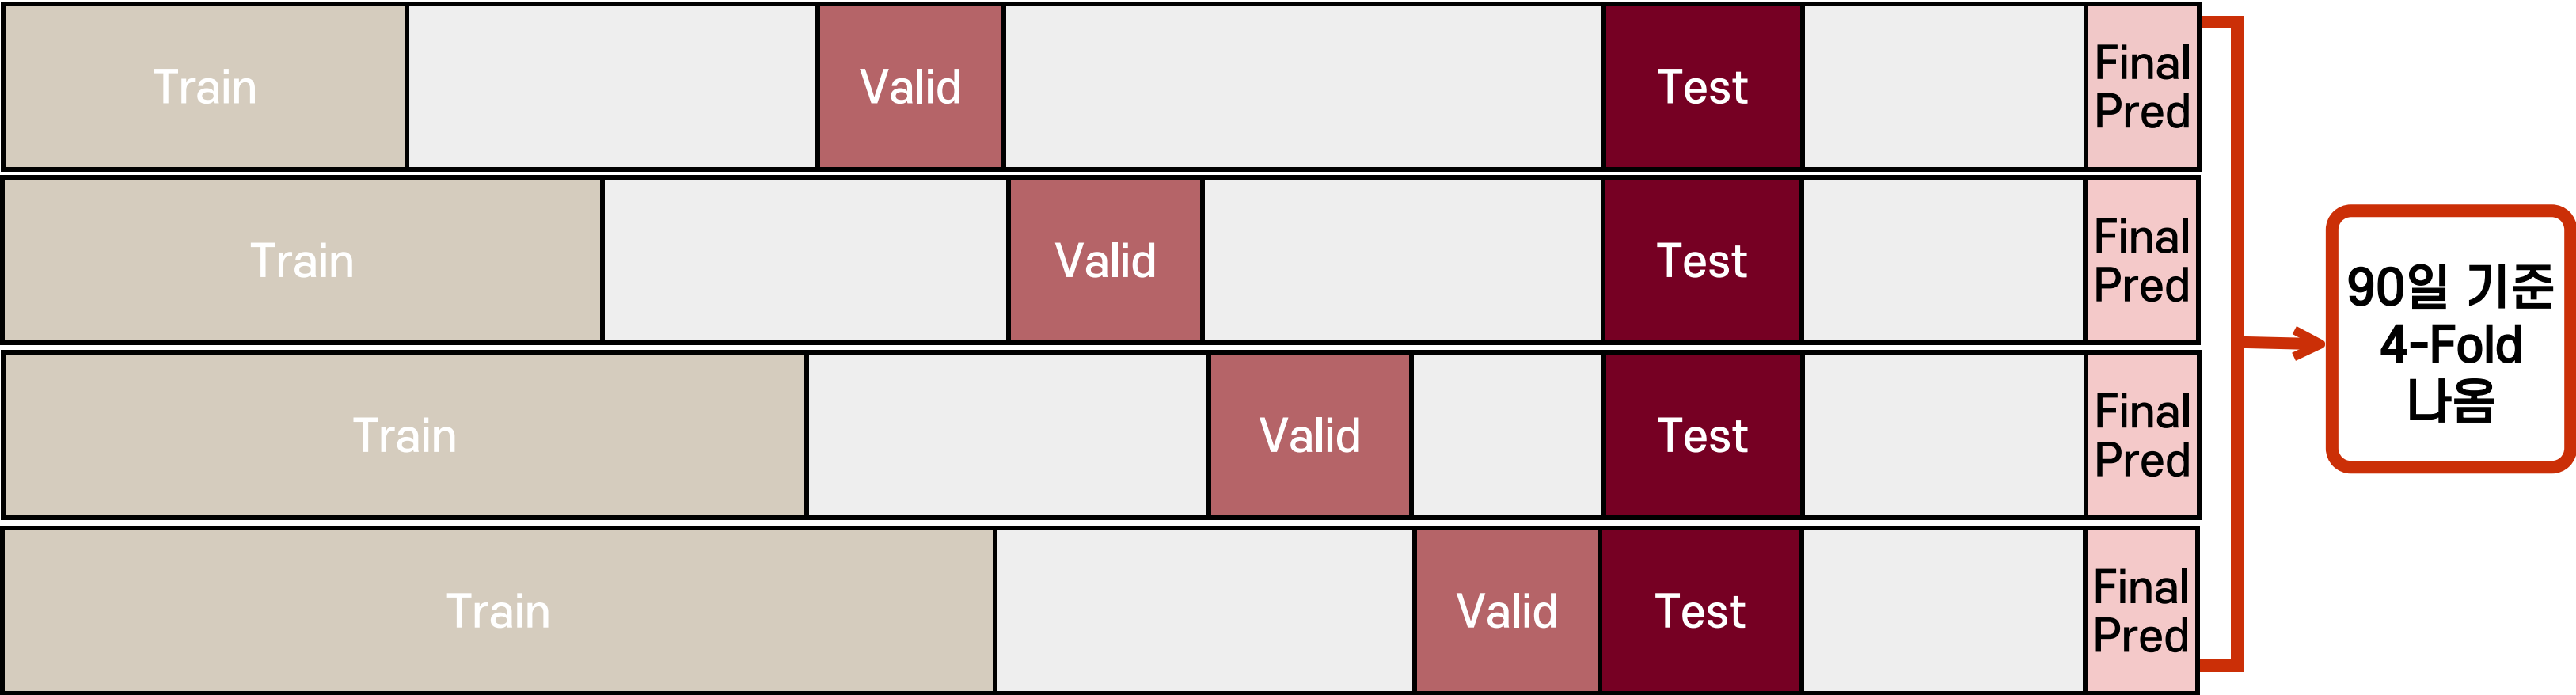 Train
Valid
Test
Final
Pred
Train
Valid
Test
Final
Pred
Train
Valid
Test
Final
Pred
Train
Valid
Test
Final
Pred
90일 기준
4-Fold
나옴